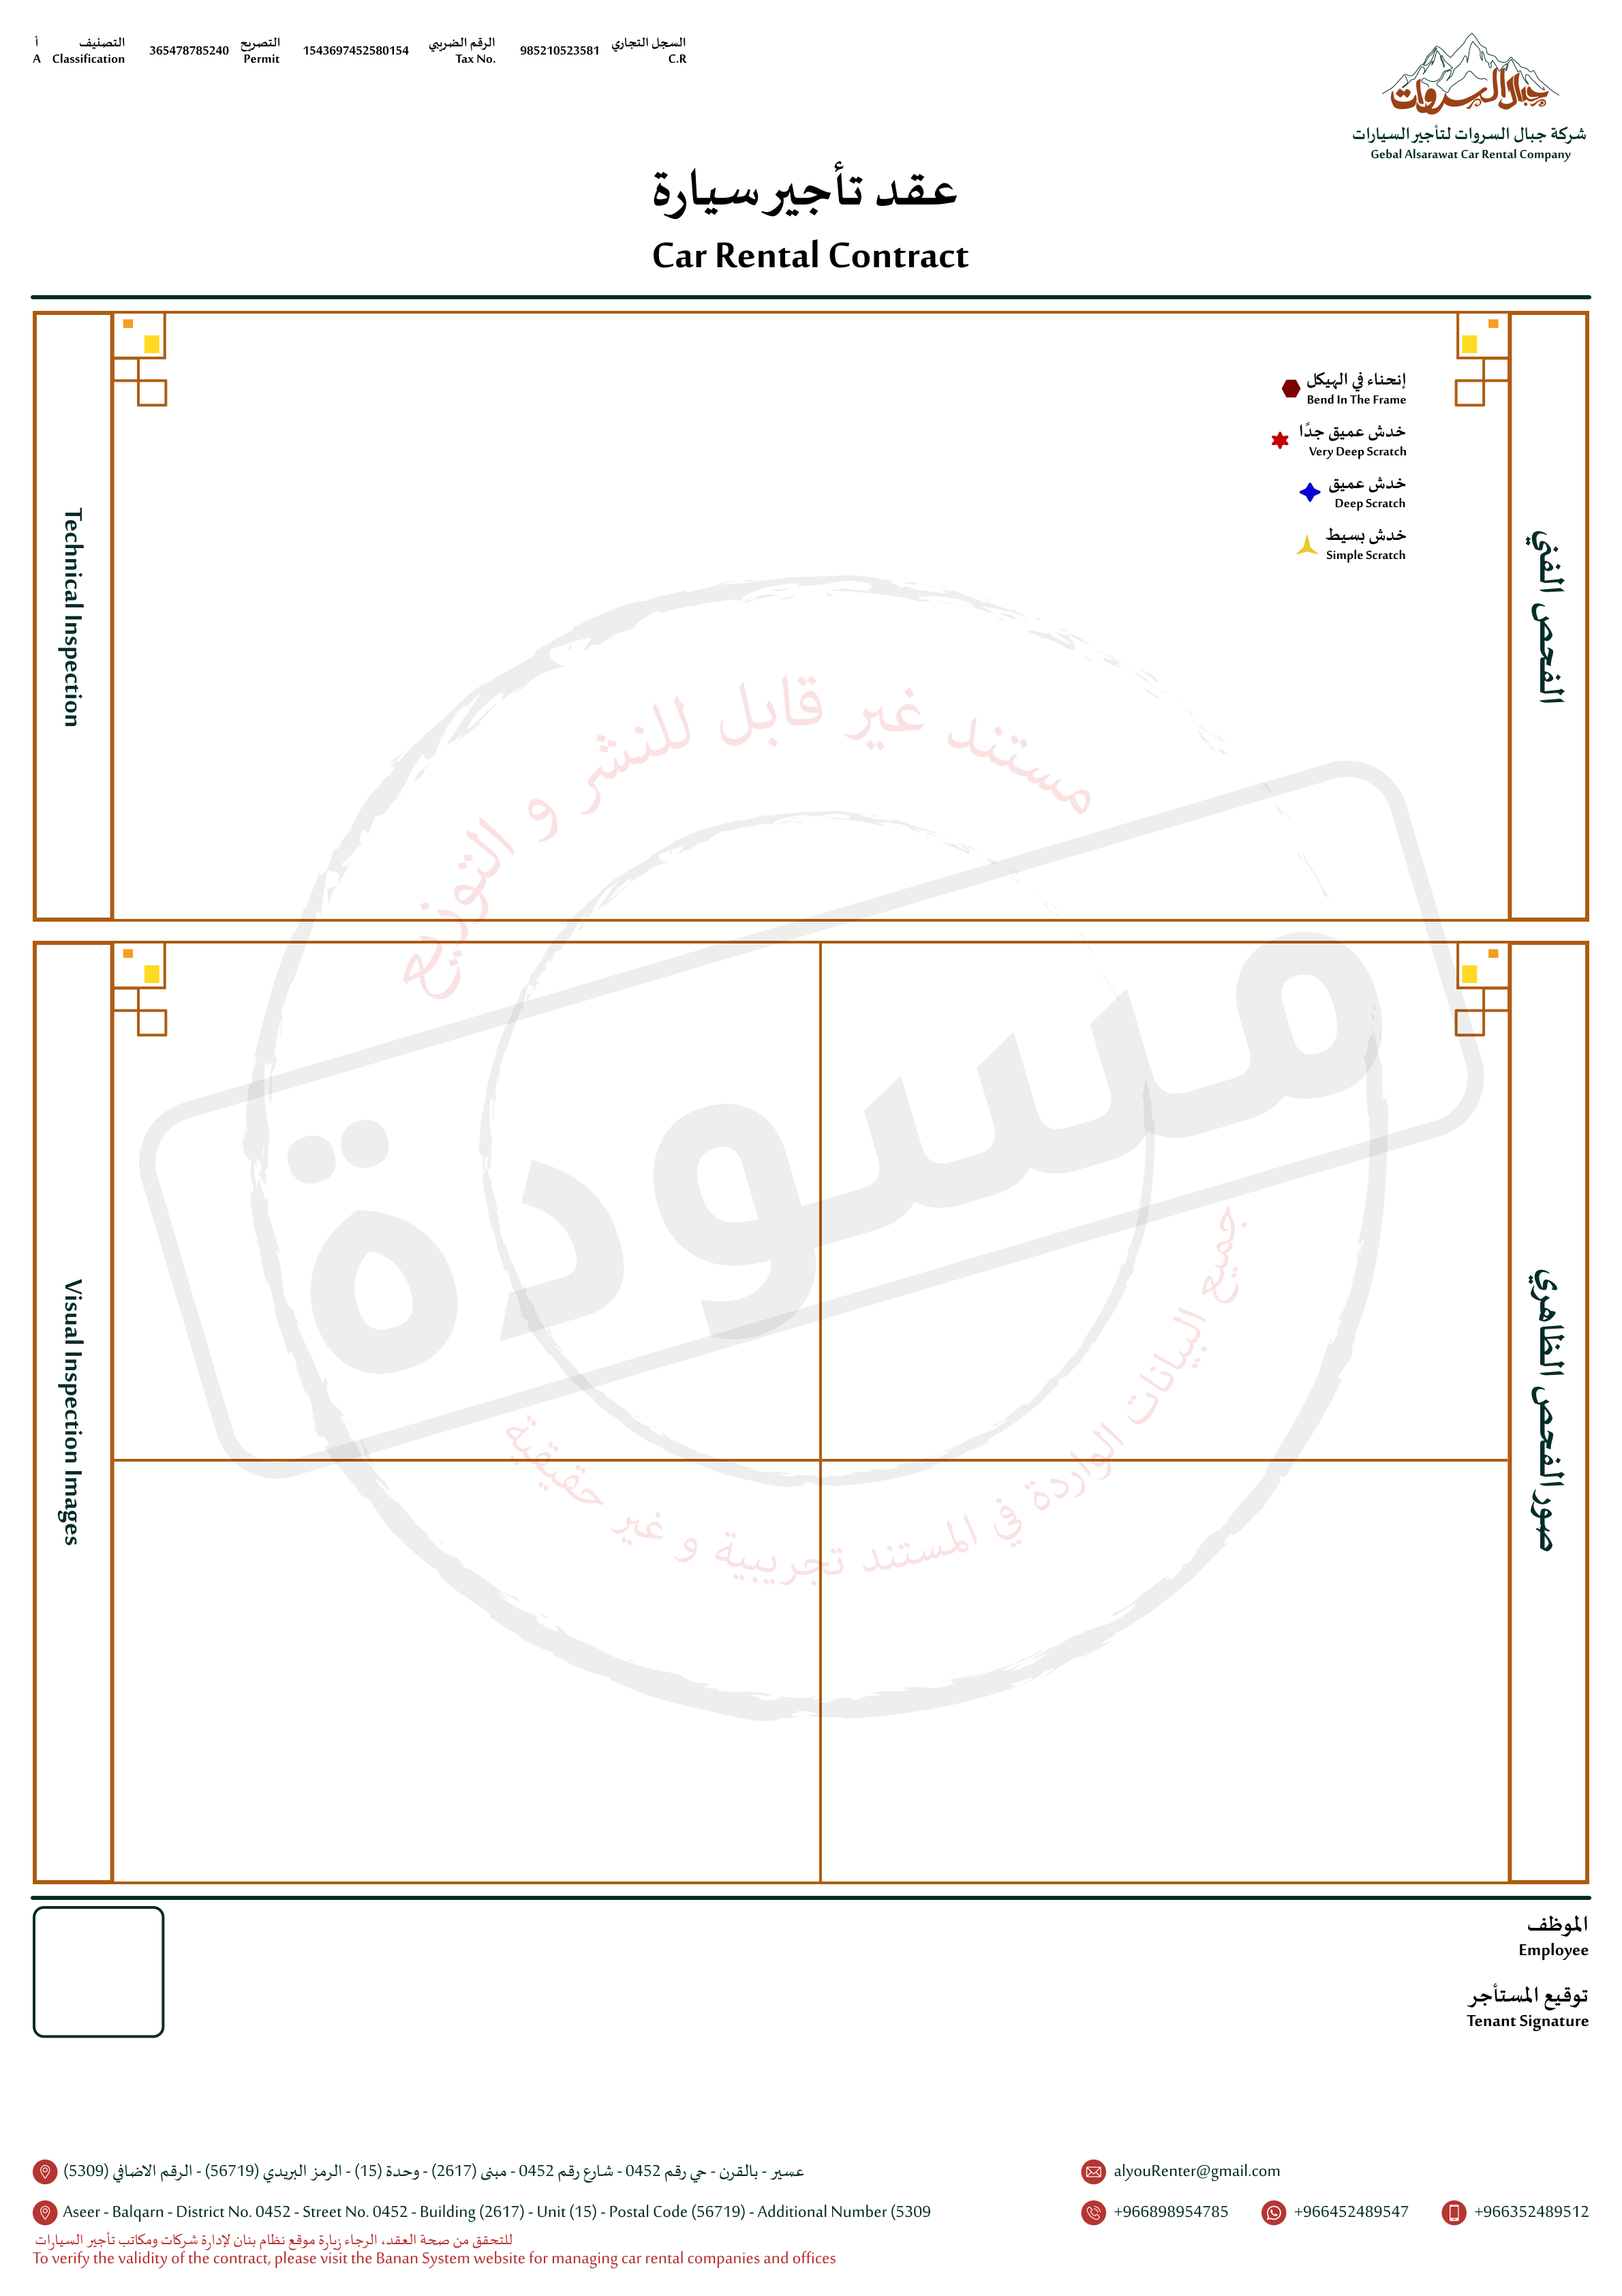 جبال السروات
شركة جبال السروات لتأجير السيارات
Gebal Alsarawat Car Rental Company
السجل التجاري 985210523581
C.R
الرقم الضريبي 1543697452580154
Tax No.
التصريح 365478785240
Permit
التصنيف أ
Classification A
عقد تأجير سيارة
Car Rental Contract
الفحص الفني
Technical Inspection
إنحناء في الهيكل
Bend In The Frame
خدش عميق جدًا
Very Deep Scratch
خدش عميق
Deep Scratch
خدش بسيط
Simple Scratch
مستند غير قابل للنشر و التوزيع
مسودة
جميع البيانات الواردة في المستند تجريبية و غير حقيقية
صور الفحص الظاهري
Visual Inspection Images
الموظف
Employee
توقيع المستأجر
Tenant Signature
عسير - بالقرن - حي رقم 0452 - شارع رقم 0452 - مبنى (2617) - وحدة (15) - الرمز البريدي (56719) - الرقم الاضافي (5309)
alyouRenter@gmail.com
Aseer - Balqarn - District No. 0452 - Street No. 0452 - Building (2617) - Unit (15) - Postal Code (56719) - Additional Number (5309
+966898954785 +966452489547 +966352489512
للتحقق من صحة العقد، الرجاء زيارة موقع نظام بنان لإدارة شركات ومكاتب تأجير السيارات
To verify the validity of the contract, please visit the Banan System website for managing car rental companies and offices